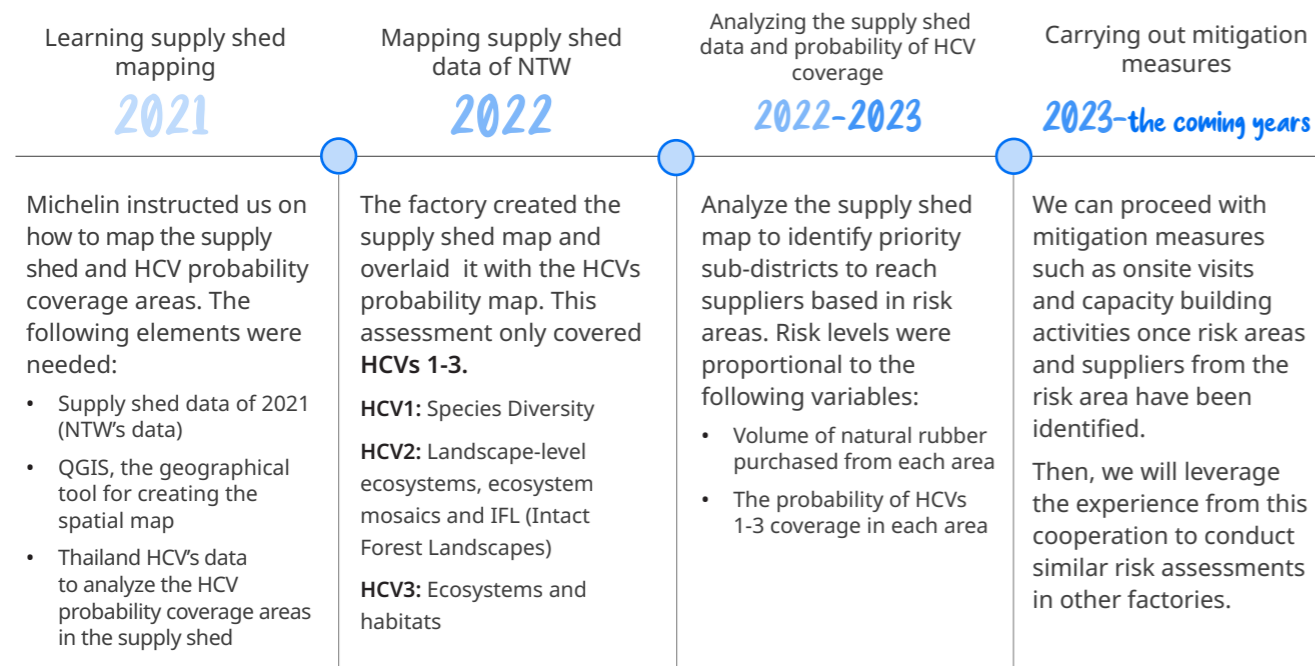 Learning supply shed
mapping
2021
Michelin instructed us on
how to map the supply
shed and HCV probability
coverage areas. The
following elements were
needed:
• Supply shed data of 2021
(NTW's data)
• QGIS, the geographical
tool for creating the
spatial map
• Thailand HCV's data
to analyze the HCV
probability coverage areas
in the supply shed
Mapping supply shed
data of NTW
2022
The factory created the
supply shed map and
overlaid it with the HCVs
probability map. This
assessment only covered
HCVs 1-3.
HCV1: Species Diversity
HCV2: Landscape-level
ecosystems, ecosystem
mosaics and IFL (Intact
Forest Landscapes)
HCV3: Ecosystems and
habitats
Analyzing the supply shed
data and probability of HCV
coverage
2022-2023
Analyze the supply shed
map to identify priority
sub-districts to reach
suppliers based in risk
areas. Risk levels were
proportional to the
following variables:
• Volume of natural rubber
purchased from each area
• The probability of HCVs
1-3 coverage in each area
Carrying out mitigation
measures
2023-the coming years
We can proceed with
mitigation measures
such as onsite visits
and capacity building
activities once risk areas
and suppliers from the
risk area have been
identified.
Then, we will leverage
the experience from this
cooperation to conduct
similar risk assessments
in other factories.